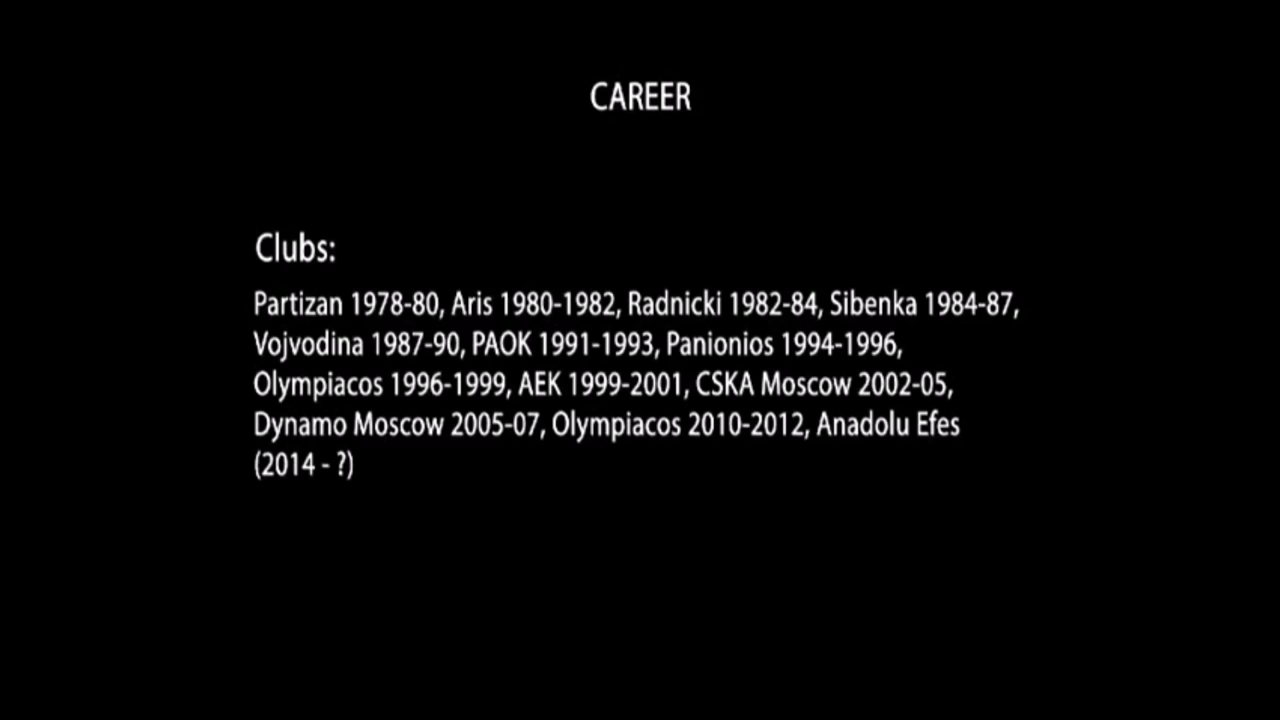 CAREER
Clubs:
Partizan 1978-80, Aris 1980-1982, Radnicki 1982-84, Sibenka 1984-87,
Vojvodina 1987-90, PAOK 1991-1993, Panionios 1994-1996,
Olympiacos 1996-1999, AEK 1999-2001, CSKA Moscow 2002-05,
Dynamo Moscow 2005-07, Olympiacos 2010-2012, Anadolu Efes
(2014 - ?)